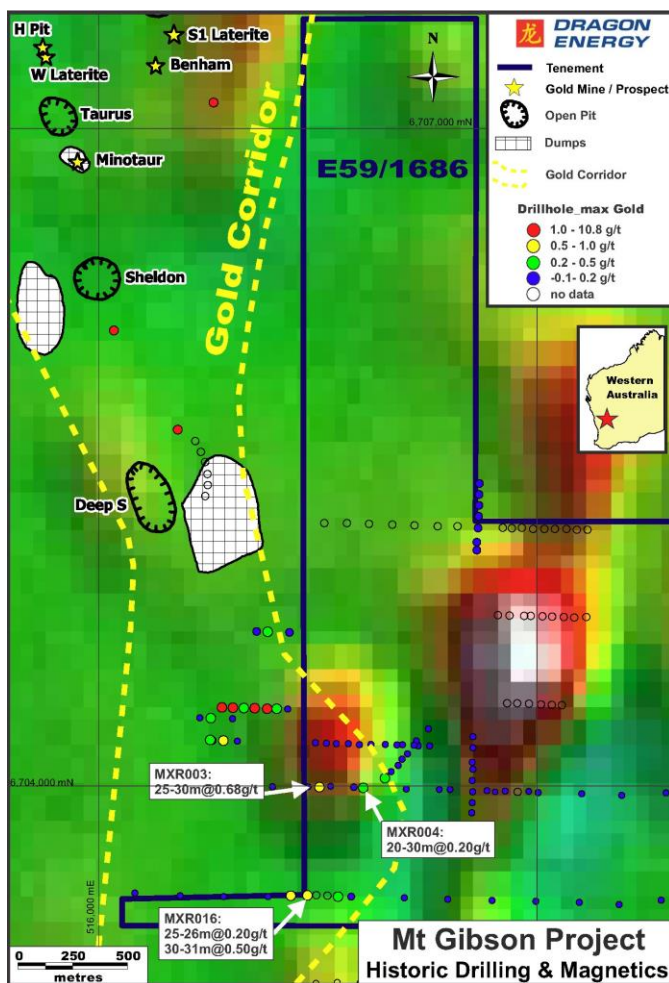 H Pit
W Laterite
S1 Laterite
Benham
Taurus
Minotaur
Sheldon
Deep S
Gold Corridor
N
E59/1686
6,707,000 mN
龙
DRAGON
ENERGY
Tenement
Gold Mine / Prospect
Open Pit
Dumps
Gold Corridor
Drillhole_max Gold
1.0 - 10.8 g/t
0.5 - 1.0 g/t
0.2 - 0.5 g/t
-0.1- 0.2 g/t
no data
Western
Australia
6,704,000 mN
MXR003:
25-30m@0.68g/t
MXR004:
20-30m@0.20g/t
MXR016:
25-26m@0.20g/t
30-31m@0.50g/t
516,000 mE
0 250 500
metres
Mt Gibson Project
Historic Drilling & Magnetics